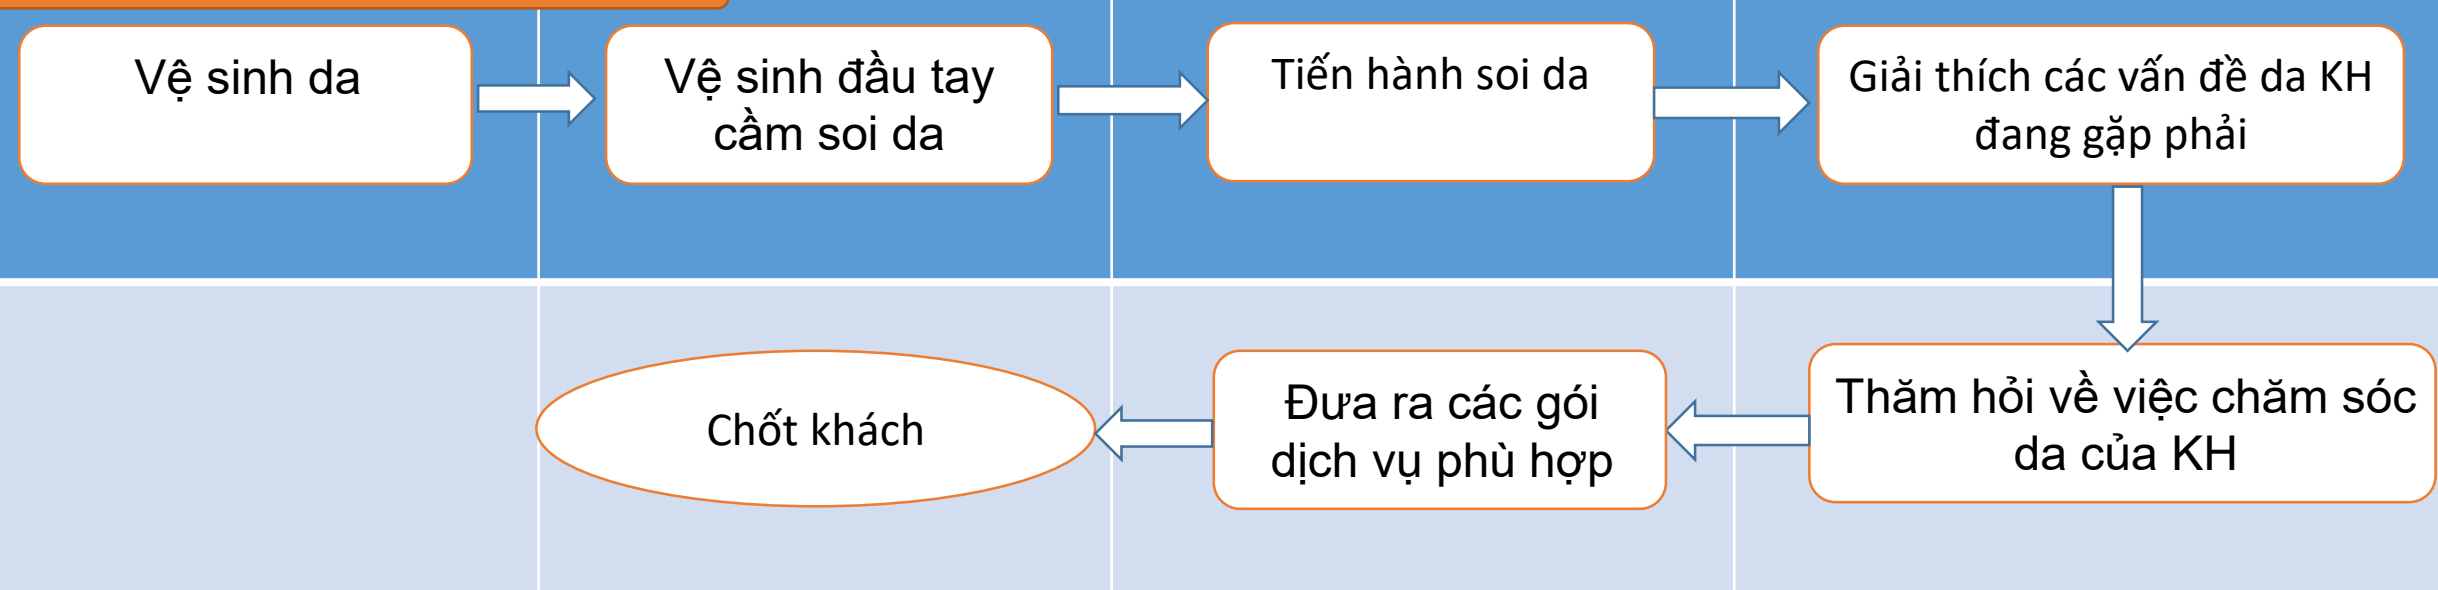 Vệ sinh da
Vệ sinh đầu tay
cầm soi da
Tiến hành soi da
Giải thích các vấn đề da KH
đang gặp phải
Thăm hỏi về việc chăm sóc
da của KH
Đưa ra các gói
dịch vụ phù hợp
Chốt khách